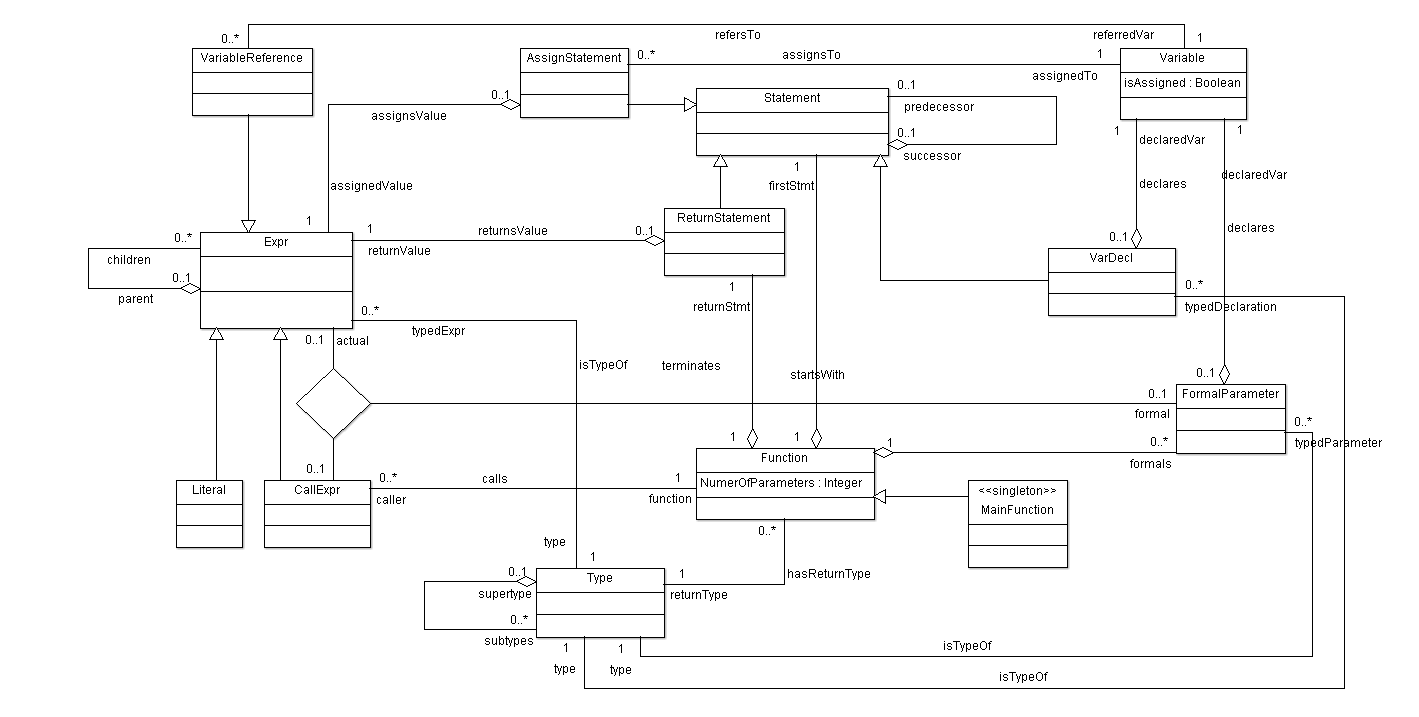 refersTo
0..*
referredVar
1
VariableReference
AssignStatement
0..*
assignsTo
1
assignedTo
Variable
isAssigned : Boolean
0..1
assignsValue
Statement
0..1
predecessor
0..1
successor
1
declaredVar
1
declaredVar
1
firstStmt
assignedValue
1
declares
declares
ReturnStatement
0..*
children
Expr
1
returnValue
returnsValue
0..1
0..1
VarDecl
0..1
parent
0..*
typedDeclaration
1
returnStmt
0..*
typedExpr
0..1
actual
isTypeOf
terminates
startsWith
0..1
FormalParameter
0..1
formal
0..*
typedParameter
1
1
1
0..*
formals
Function
NumerOfParameters : Integer
0..1
Literal
CallExpr
0..*
caller
calls
1
function
<<singleton>>
MainFunction
0..*
type
1
hasReturnType
0..1
supertype
Type
1
returnType
0..*
subtypes
1
type
1
type
isTypeOf
isTypeOf